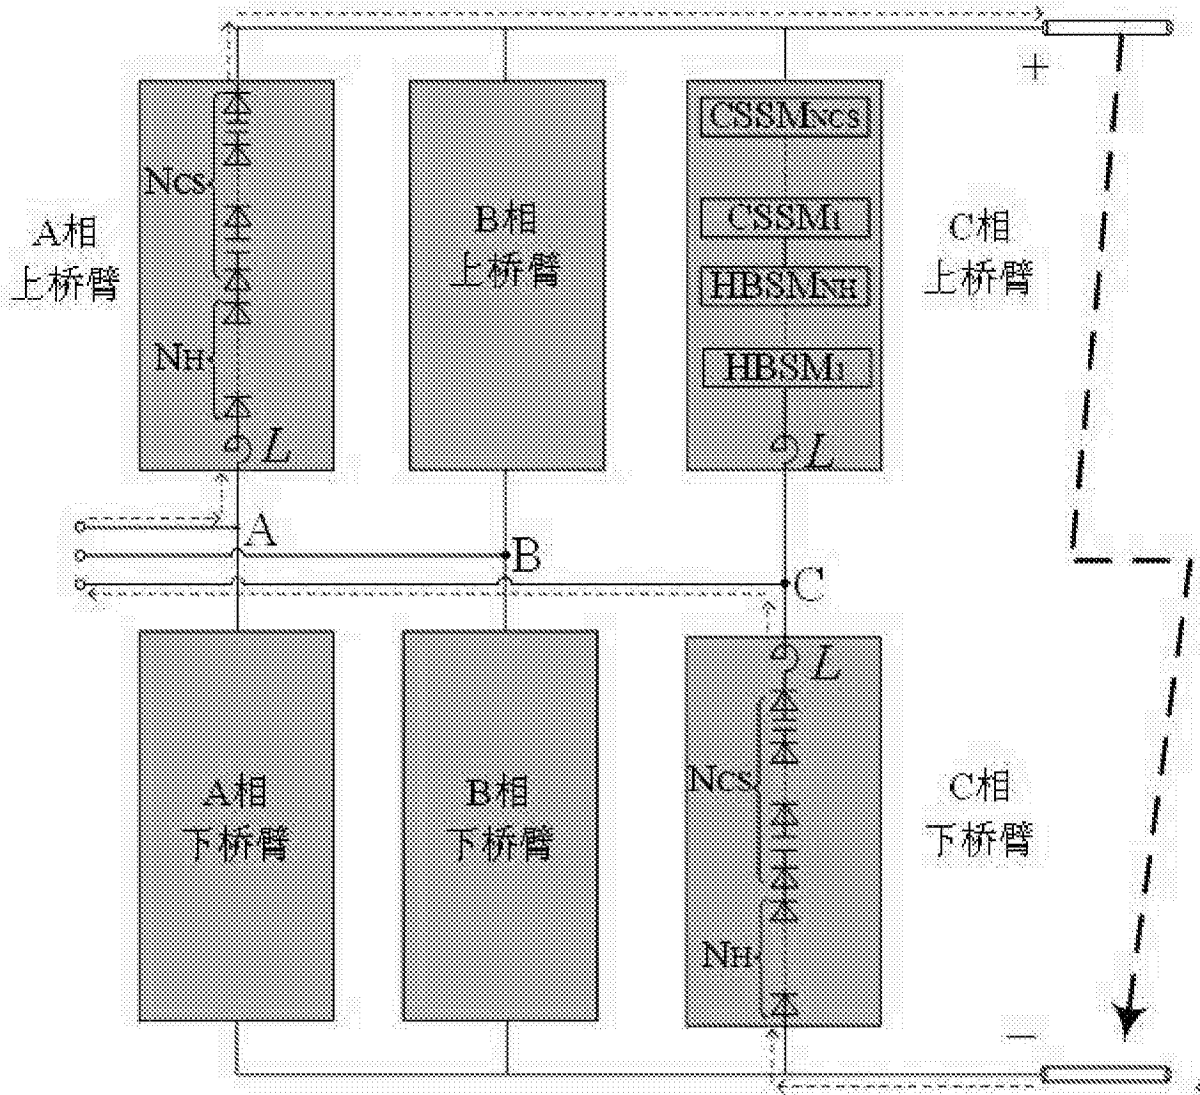 +
CSSMNCS
NCS
CSSM1
A相
上桥臂
B相
上桥臂
C相
上桥臂
HBSMNH
NH
HBSM1
L
L
A
B
C
L
NCS
A相
下桥臂
B相
下桥臂
C相
下桥臂
NH
−